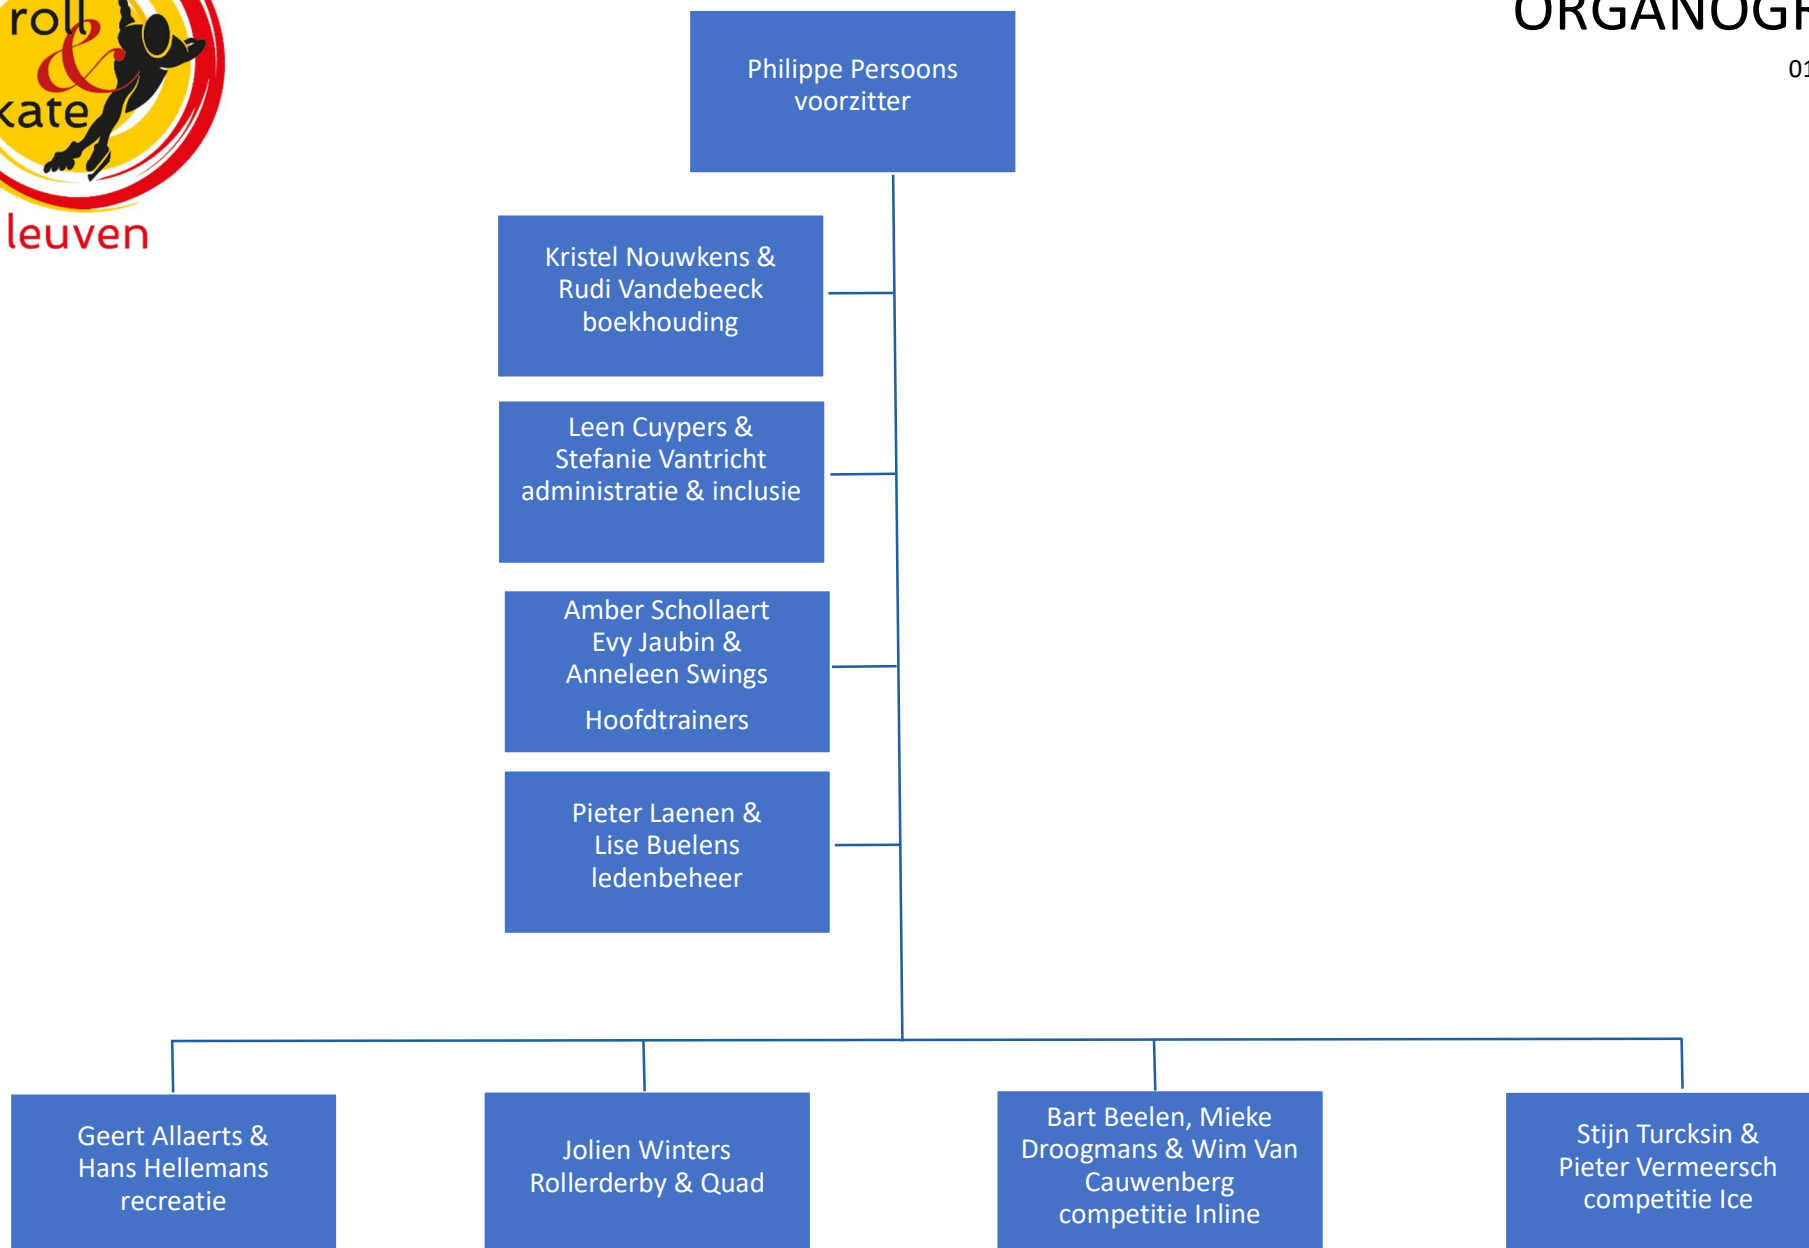 roll
&
kate
leuven
ORGANOGR
01
Philippe Persoons
voorzitter
Kristel Nouwkens &
Rudi Vandebeeck
boekhouding
Leen Cuypers &
Stefanie Vantricht
administratie & inclusie
Amber Schollaert
Evy Jaubin &
Anneleen Swings
Hoofdtrainers
Pieter Laenen &
Lise Buelens
ledenbeheer
Geert Allaerts &
Hans Hellemans
recreatie
Jolien Winters
Rollerderby & Quad
Bart Beelen, Mieke
Droogmans & Wim Van
Cauwenberg
competitie Inline
Stijn Turcksin &
Pieter Vermeersch
competitie Ice